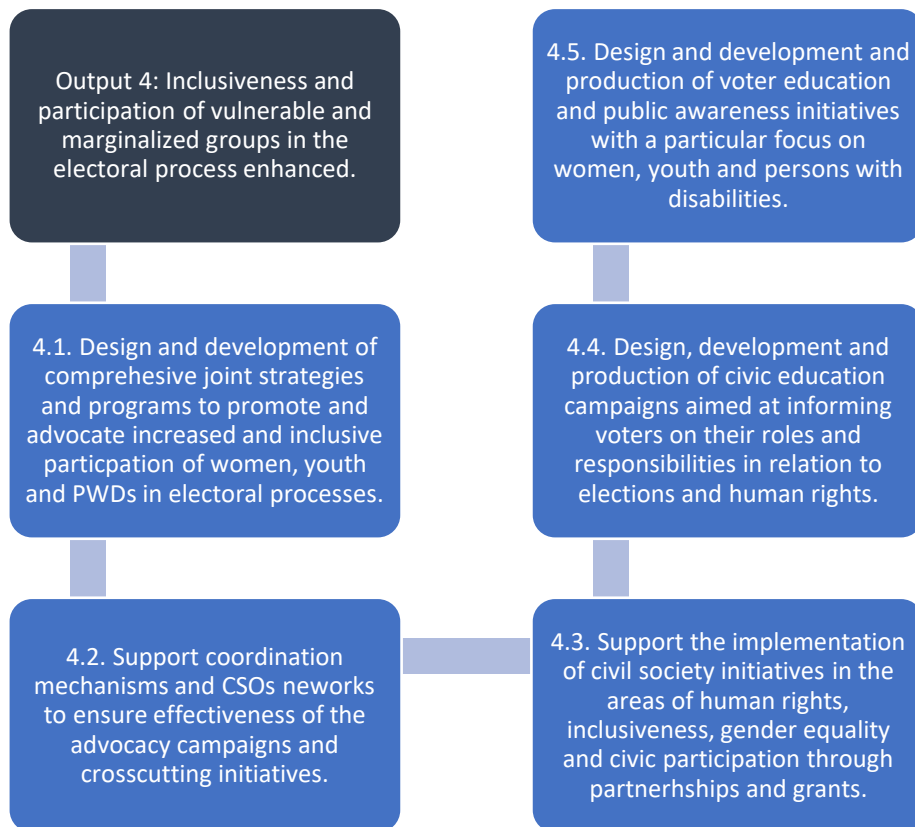 Output 4: Inclusiveness and
participation of vulnerable and
marginalized groups in the
electoral process enhanced.
4.1. Design and development of
comprehesive joint strategies
and programs to promote and
advocate increased and inclusive
particpation of women, youth
and PWDs in electoral processes.
4.2. Support coordination
mechanisms and CSOs neworks
to ensure effectiveness of the
advocacy campaigns and
crosscutting initiatives.
4.3. Support the implementation
of civil society initiatives in the
areas of human rights,
inclusiveness, gender equality
and civic participation through
partnerhships and grants.
4.4. Design, development and
production of civic education
campaigns aimed at informing
voters on their roles and
responsibilities in relation to
elections and human rights.
4.5. Design and development and
production of voter education
and public awareness initiatives
with a particular focus on
women, youth and persons with
disabilities.